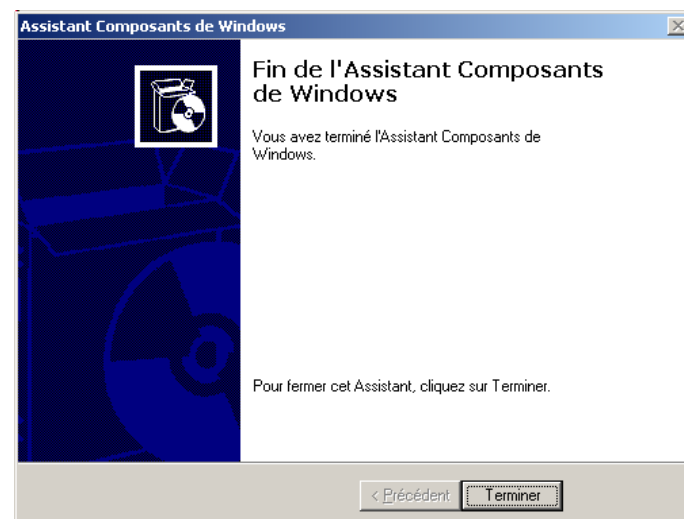 Assistant Composants de Windows
Fin de l'Assistant Composants
de Windows
Vous avez terminé l'Assistant Composants de
Windows.
Pour fermer cet Assistant, cliquez sur Terminer.
< Précédent
Terminer